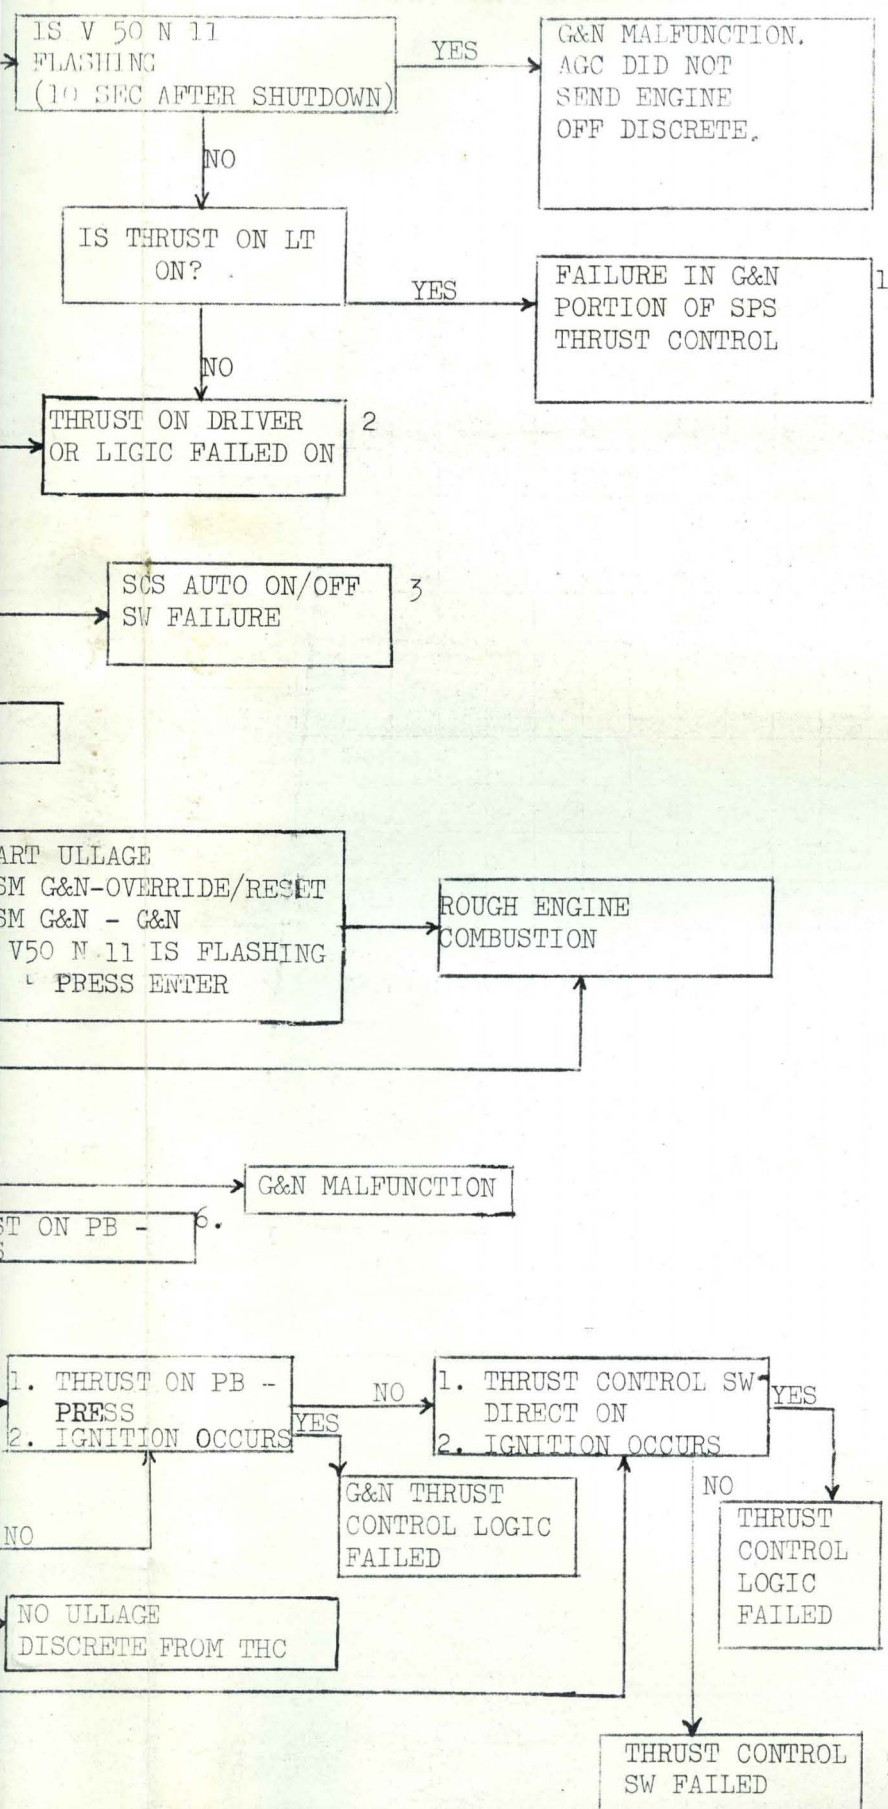 IS V 50 N 11
FLASHING
(10 SEC AFTER SHUTDOWN)
YES
G&N MALFUNCTION.
AGC DID NOT
SEND ENGINE
OFF DISCRETE.
NO
IS THRUST ON LT
ON?
YES
FAILURE IN G&N
PORTION OF SPS
THRUST CONTROL
1
NO
THRUST ON DRIVER
OR LIGIC FAILED ON
2
SCS AUTO ON/OFF
SW FAILURE
3
ART ULLAGE
SM G&N-OVERRIDE/RESET
SM G&N - G&N
V50 N 11 IS FLASHING
PRESS ENTER
ROUGH ENGINE
COMBUSTION
G&N MALFUNCTION
ST ON PB -
S
6.
1. THRUST ON PB -
PRESS
2. IGNITION OCCURS
NO
YES
1. THRUST CONTROL SW-
DIRECT ON
2. IGNITION OCCURS
YES
G&N THRUST
CONTROL LOGIC
FAILED
NO
THRUST
CONTROL
LOGIC
FAILED
NO
NO ULLAGE
DISCRETE FROM THC
THRUST CONTROL
SW FAILED